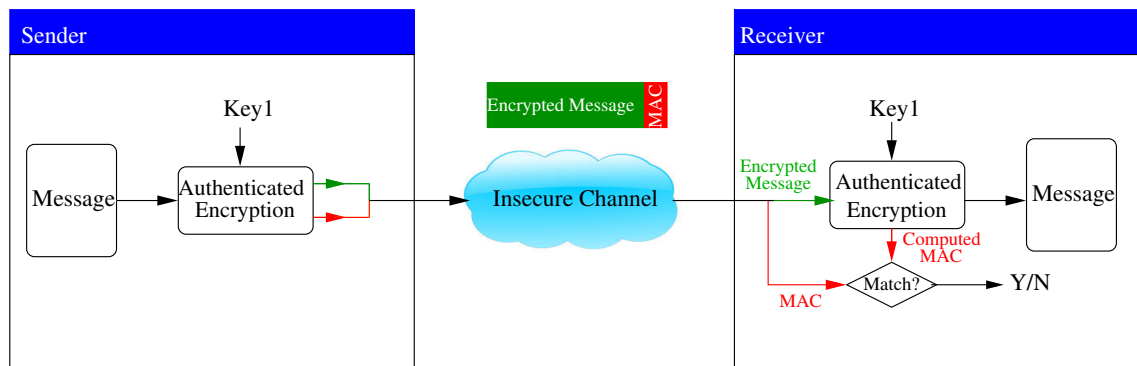 Sender
Key1
Message
Authenticated
Encryption
Encrypted Message
MAC
Insecure Channel
Receiver
Key1
Encrypted
Message
Authenticated
Encryption
Message
Computed
MAC
MAC
Match?
Y/N